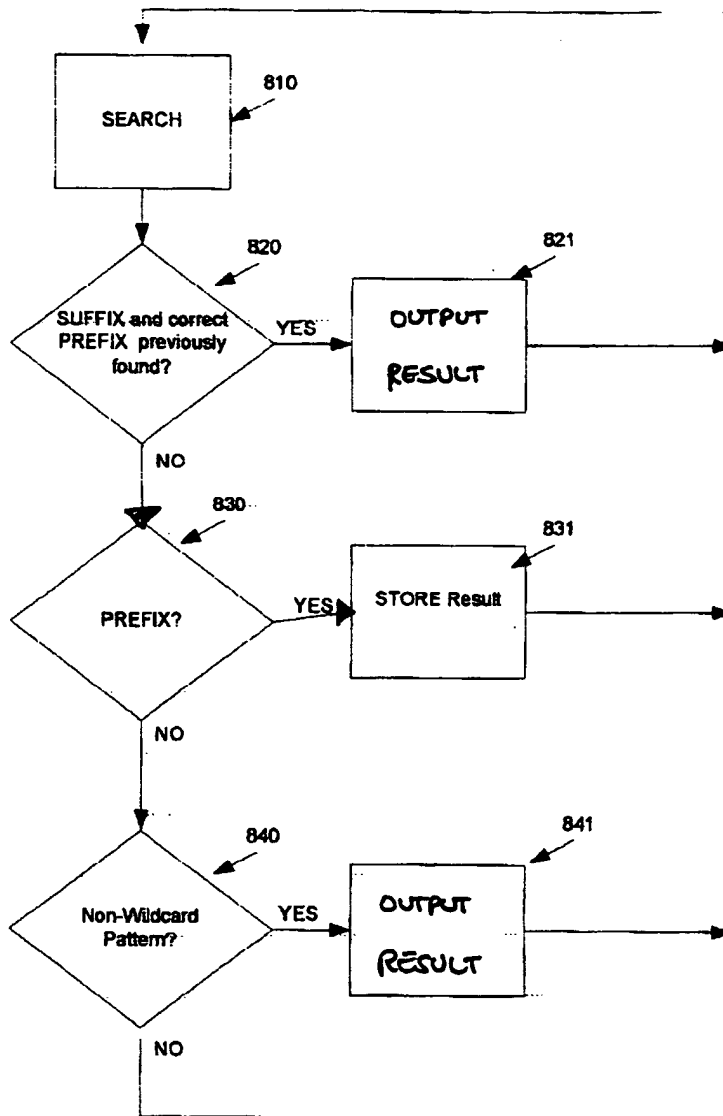 810
SEARCH
820
SUFFIX and correct
PREFIX previously
found?
YES
821
OUTPUT
RESULT
NO
830
PREFIX?
YES
831
STORE Result
NO
840
Non-Wildcard
Pattern?
YES
841
OUTPUT
RESULT
NO